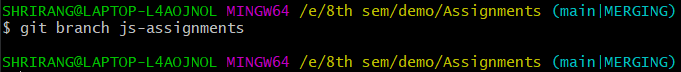 SHRIRANG@LAPTOP-L4AOJNOL MINGW64 /e/8th sem/demo/Assignments (main|MERGING)
$ git branch js-assignments
SHRIRANG@LAPTOP-L4AOJNOL MINGW64 /e/8th sem/demo/Assignments (main|MERGING)